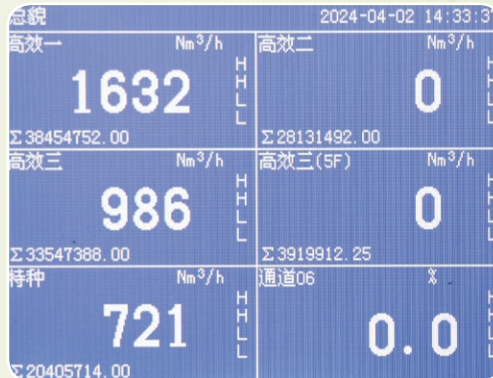 总貌 2024-04-02 14:33:3
高效一 Nm³/h
1632
H
H
L
L
Σ38454752.00
高效二 Nm³/h
0
H
H
L
L
Σ28131492.00
高效三 Nm³/h
986
H
H
L
L
Σ33547388.00
高效三(5F) Nm³/h
0
H
H
L
L
Σ3919912.25
特种 Nm³/h
721
H
H
L
L
Σ20405714.00
通道06 %
0.0
H
H
L
L